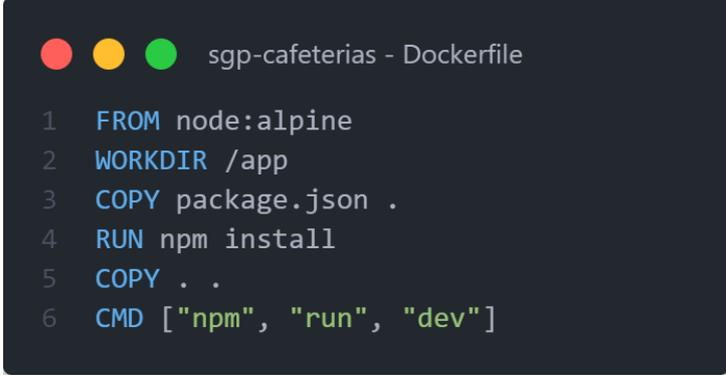 sgp-cafeterias - Dockerfile
1 FROM node:alpine
2 WORKDIR /app
3 COPY package.json .
4 RUN npm install
5 COPY . .
6 CMD ["npm", "run", "dev"]